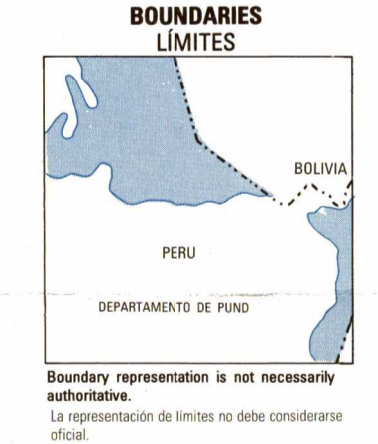 BOUNDARIES
LÍMITES
BOLIVIA
PERU
DEPARTAMENTO DE PUND
Boundary representation is not necessarily
authoritative.
La representación de límites no debe considerarse
oficial.